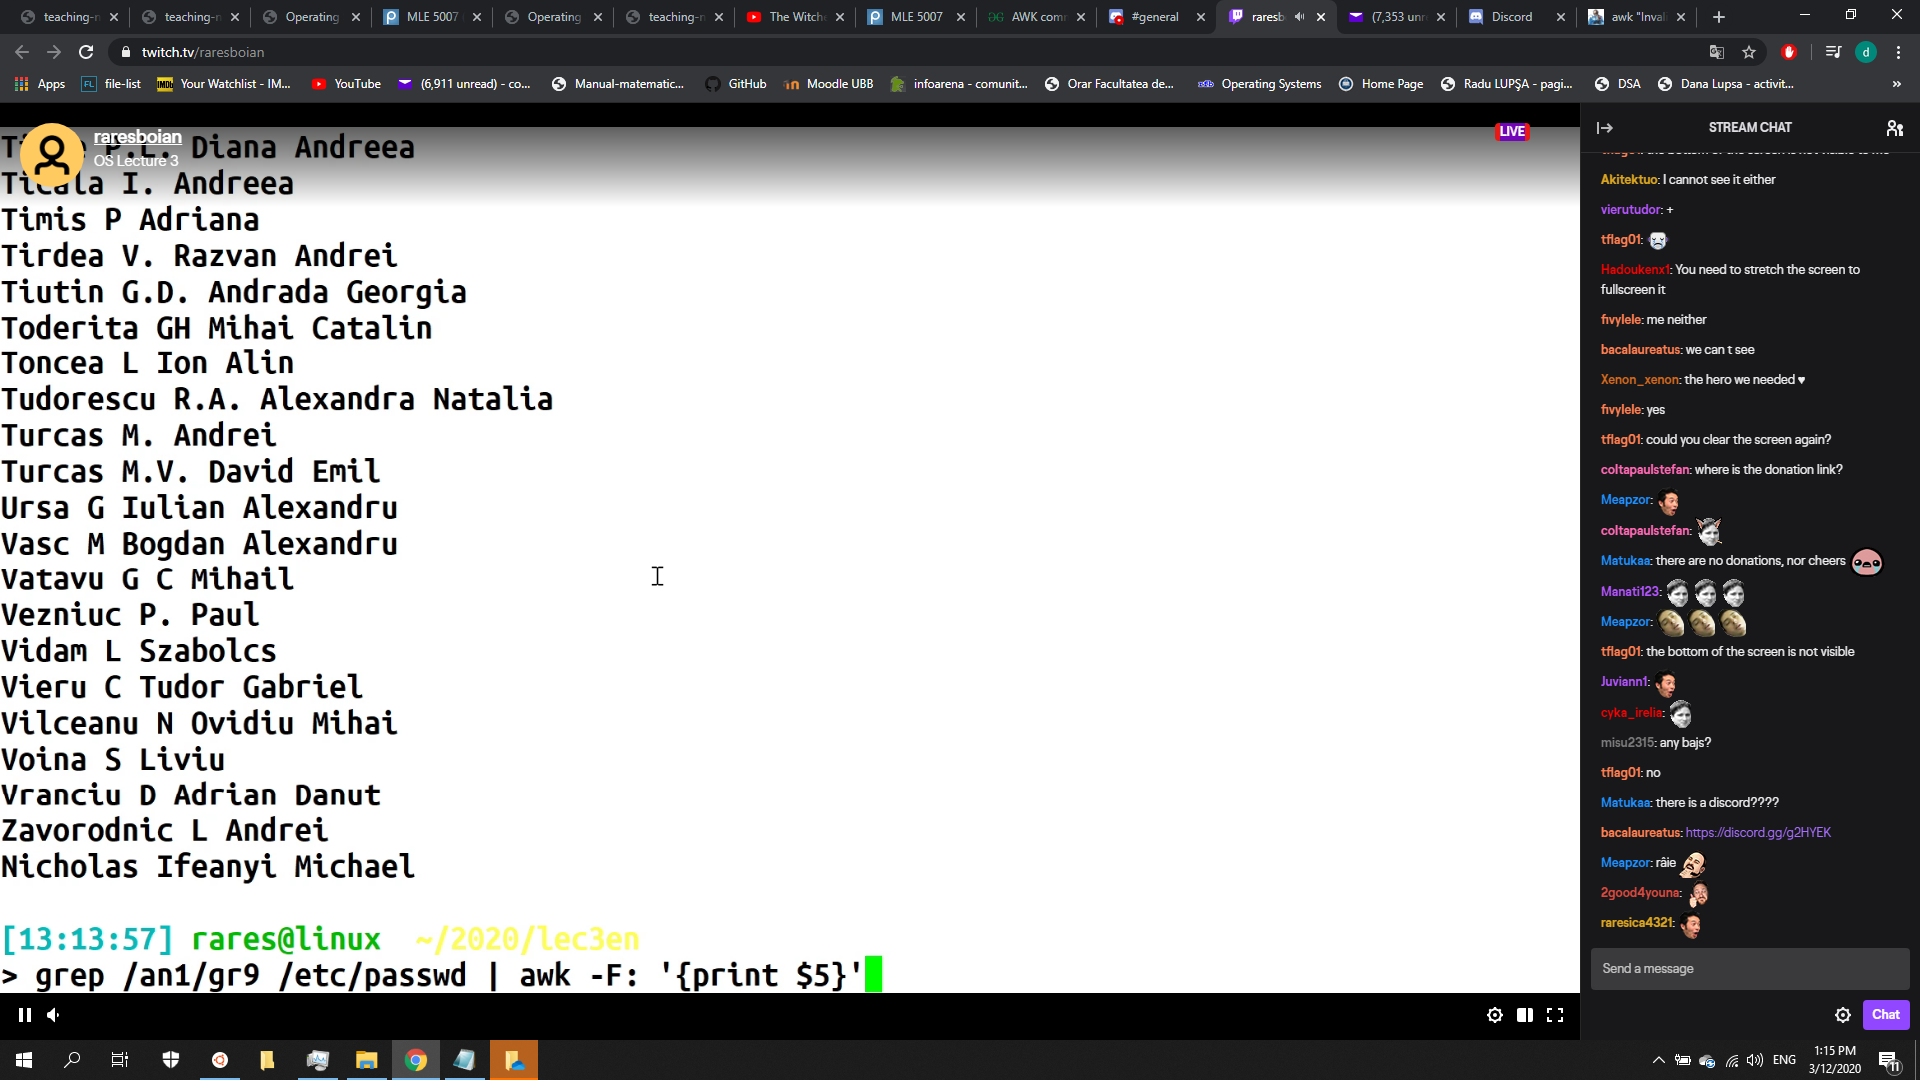 teaching-r
teaching-r
Operating
MLE 5007
Operating
teaching-r
The Witch
MLE 5007
AWK com
#general
raresb
(7,353 unr
Discord
awk "Inval
twitch.tv/raresboian
Apps
file-list
Your Watchlist - IM...
YouTube
(6,911 unread) - co...
Manual-matematic...
GitHub
Moodle UBB
infoarena - comunit...
Orar Facultatea de...
Operating Systems
Home Page
Radu LUPŞA - pagi...
DSA
Dana Lupsa - activit...
»
raresboian
OS Lecture 3
LIVE
P.L. Diana Andreea
Ticala I. Andreea
Timis P Adriana
Tirdea V. Razvan Andrei
Tiutin G.D. Andrada Georgia
Toderita GH Mihai Catalin
Toncea L Ion Alin
Tudorescu R.A. Alexandra Natalia
Turcas M. Andrei
Turcas M.V. David Emil
Ursa G Iulian Alexandru
Vasc M Bogdan Alexandru
Vatavu G C Mihail
Vezniuc P. Paul
Vidam L Szabolcs
Vieru C Tudor Gabriel
Vilceanu N Ovidiu Mihai
Voina S Liviu
Vranciu D Adrian Danut
Zavorodnic L Andrei
Nicholas Ifeanyi Michael
[13:13:57] rares@linux ~/2020/lec3en
> grep /an1/gr9 /etc/passwd | awk -F: '{print $5}'
STREAM CHAT
Akitektuo: I cannot see it either
vierutudor: +
tflag01:
Hadoukenx1: You need to stretch the screen to
fullscreen it
fivylele: me neither
bacalaureatus: we can t see
Xenon_xenon: the hero we needed ♥
fivylele: yes
tflag01: could you clear the screen again?
coltapaulstefan: where is the donation link?
Meapzor:
coltapaulstefan:
Matukaa: there are no donations, nor cheers
Manati123:
Meapzor:
tflag01: the bottom of the screen is not visible
Juviann1:
cyka_irelia:
misu2315: any bajs?
tflag01: no
Matukaa: there is a discord????
bacalaureatus: https://discord.gg/g2HYEK
Meapzor: râie
2good4youna:
raresica4321:
Send a message
Chat
ENG
1:15 PM
3/12/2020
11